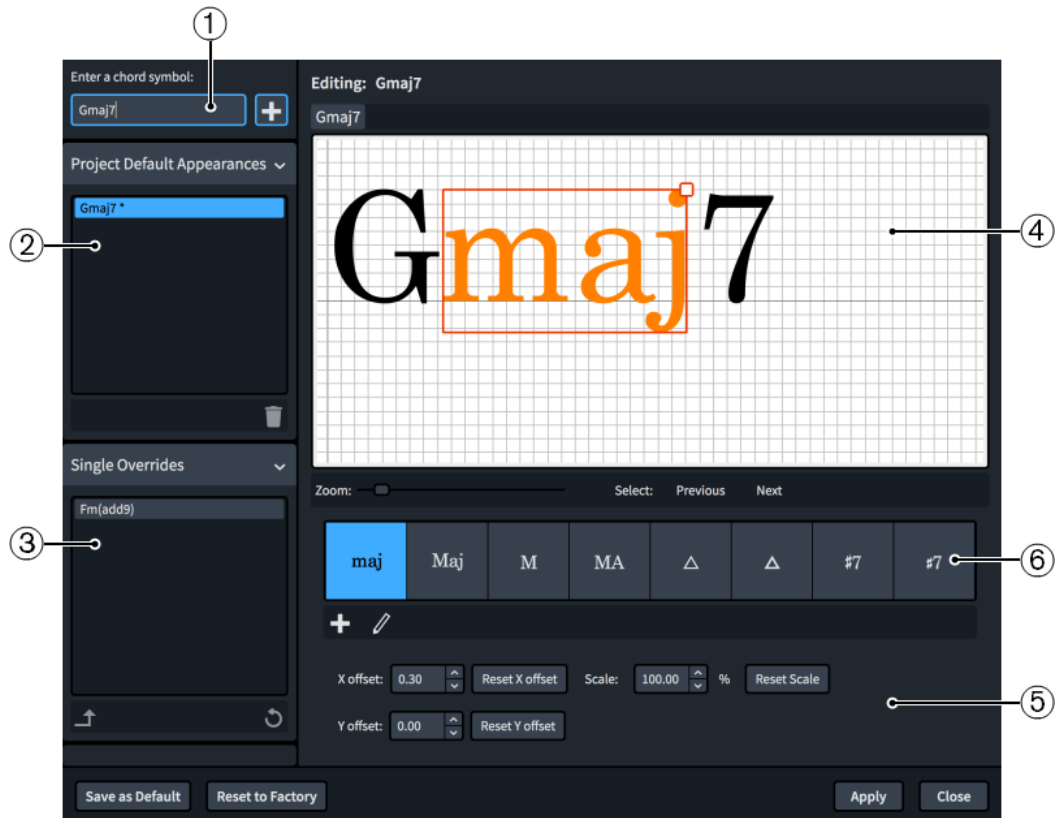 1
Enter a chord symbol:
Gmaj7
Project Default Appearances
Gmaj7 *
2
Single Overrides
Fm(add9)
3
Editing: Gmaj7
Gmaj7
Gmaj7
4
Zoom: Select: Previous Next
maj Maj M MA △ △ ♯7 ♯7
6
X offset: 0.30 Reset X offset Scale: 100.00 % Reset Scale
5
Y offset: 0.00 Reset Y offset
Save as Default Reset to Factory Apply Close